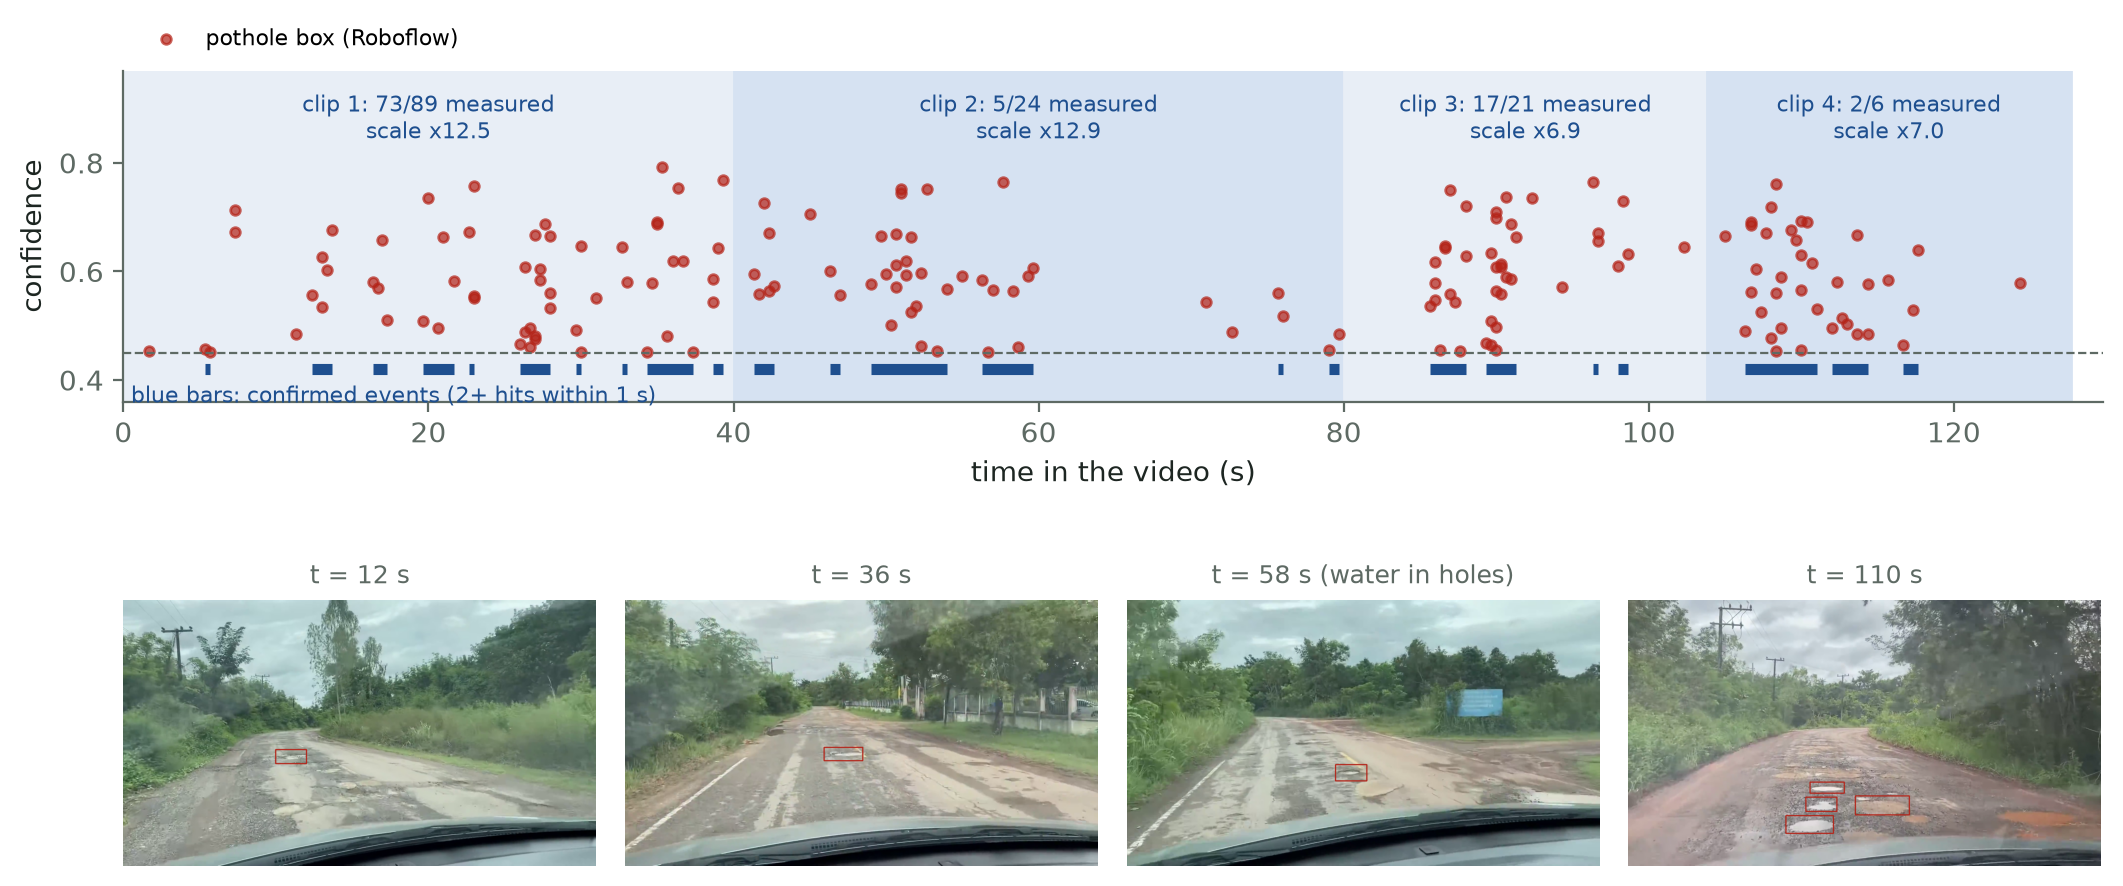 pothole box (Roboflow)
clip 1: 73/89 measured
scale x12.5
clip 2: 5/24 measured
scale x12.9
clip 3: 17/21 measured
scale x6.9
clip 4: 2/6 measured
scale x7.0
confidence
0.8
0.6
0.4
blue bars: confirmed events (2+ hits within 1 s)
0
20
40
60
80
100
120
time in the video (s)
t = 12 s
t = 36 s
t = 58 s (water in holes)
t = 110 s